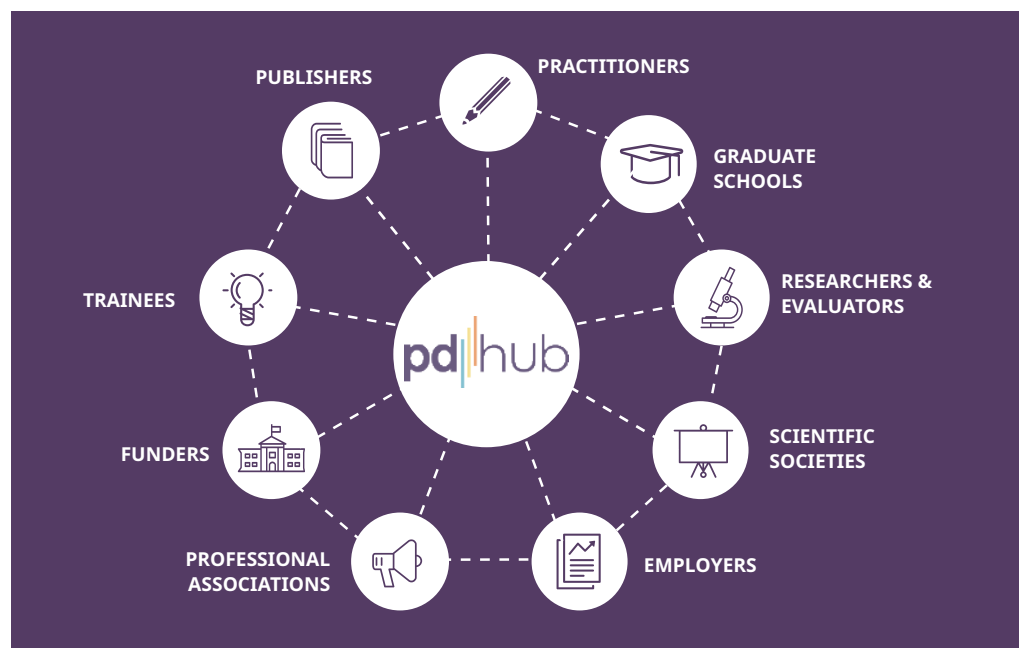 PUBLISHERS
PRACTITIONERS
GRADUATE
SCHOOLS
TRAINEES
RESEARCHERS &
EVALUATORS
pd hub
FUNDERS
SCIENTIFIC
SOCIETIES
PROFESSIONAL
ASSOCIATIONS
EMPLOYERS